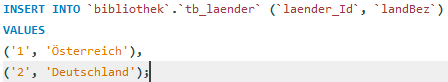 INSERT INTO `bibliothek`.`tb_laender` (`laender_Id`, `landBez`)
VALUES
('1', 'Österreich'),
('2', 'Deutschland');